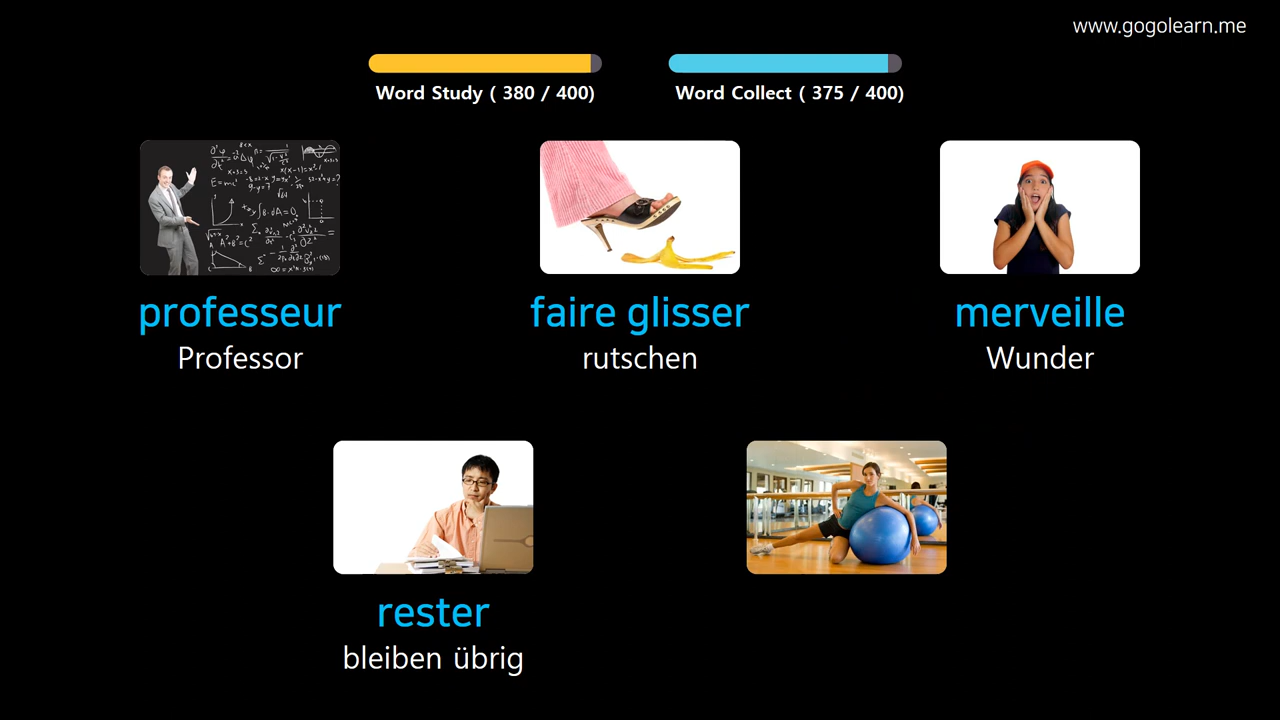 www.gogolearn.me
Word Study ( 380 / 400)
Word Collect ( 375 / 400)
professeur
Professor
faire glisser
rutschen
merveille
Wunder
rester
bleiben übrig